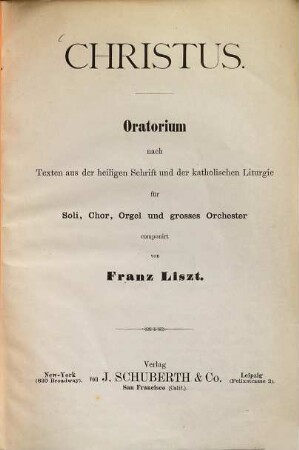 CHRISTUS.
Oratorium
nach
Texten aus der heiligen Schrift und der katholischen Liturgie
für
Soli, Chor, Orgel und grosses Orchester
componirt
von
Franz Liszt.
Verlag
New-York
(820 Broadway).
von J. SCHUBERTH & Co.
Leipzig
(Felixstrasse 2).
San Francisco (Calif.).